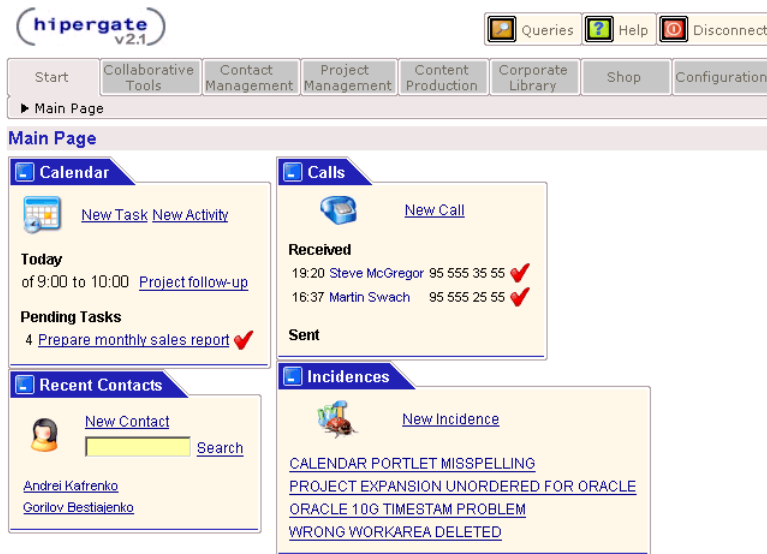 hipergate
v2.1
Queries Help Disconnect
Start Collaborative Tools Contact Management Project Management Content Production Corporate Library Shop Configuration
Main Page
Main Page
Calendar
New Task New Activity
Today
of 9:00 to 10:00 Project follow-up
Pending Tasks
4 Prepare monthly sales report
Calls
New Call
Received
19:20 Steve McGregor 95 555 35 55
16:37 Martin Swach 95 555 25 55
Sent
Recent Contacts
New Contact
Search
Andrei Kafrenko
Gorilov Bestiajenko
Incidences
New Incidence
CALENDAR PORTLET MISSPELLING
PROJECT EXPANSION UNORDERED FOR ORACLE
ORACLE 10G TIMESTAM PROBLEM
WRONG WORKAREA DELETED